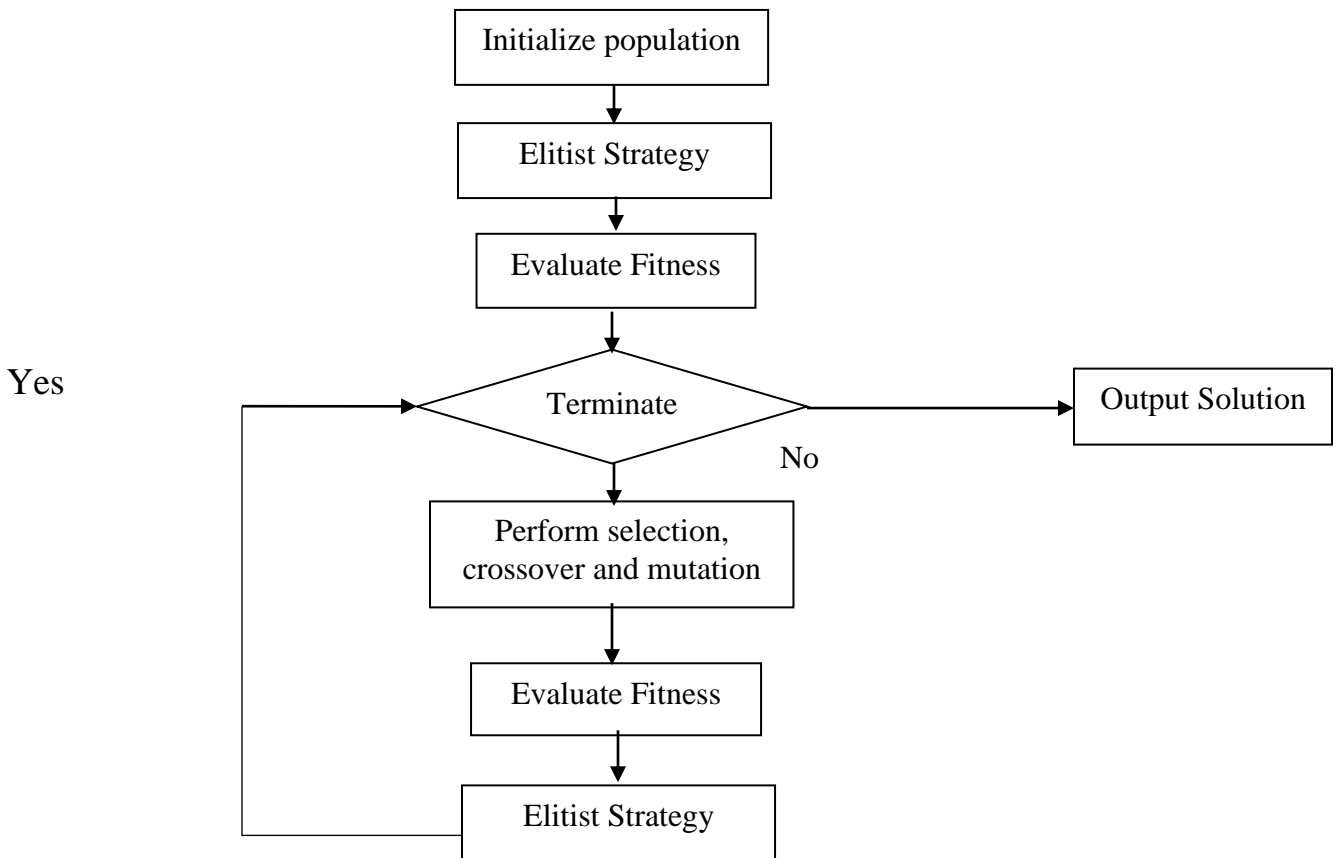 Initialize population
Elitist Strategy
Evaluate Fitness
Yes
Terminate
Output Solution
No
Perform selection,
crossover and mutation
Evaluate Fitness
Elitist Strategy